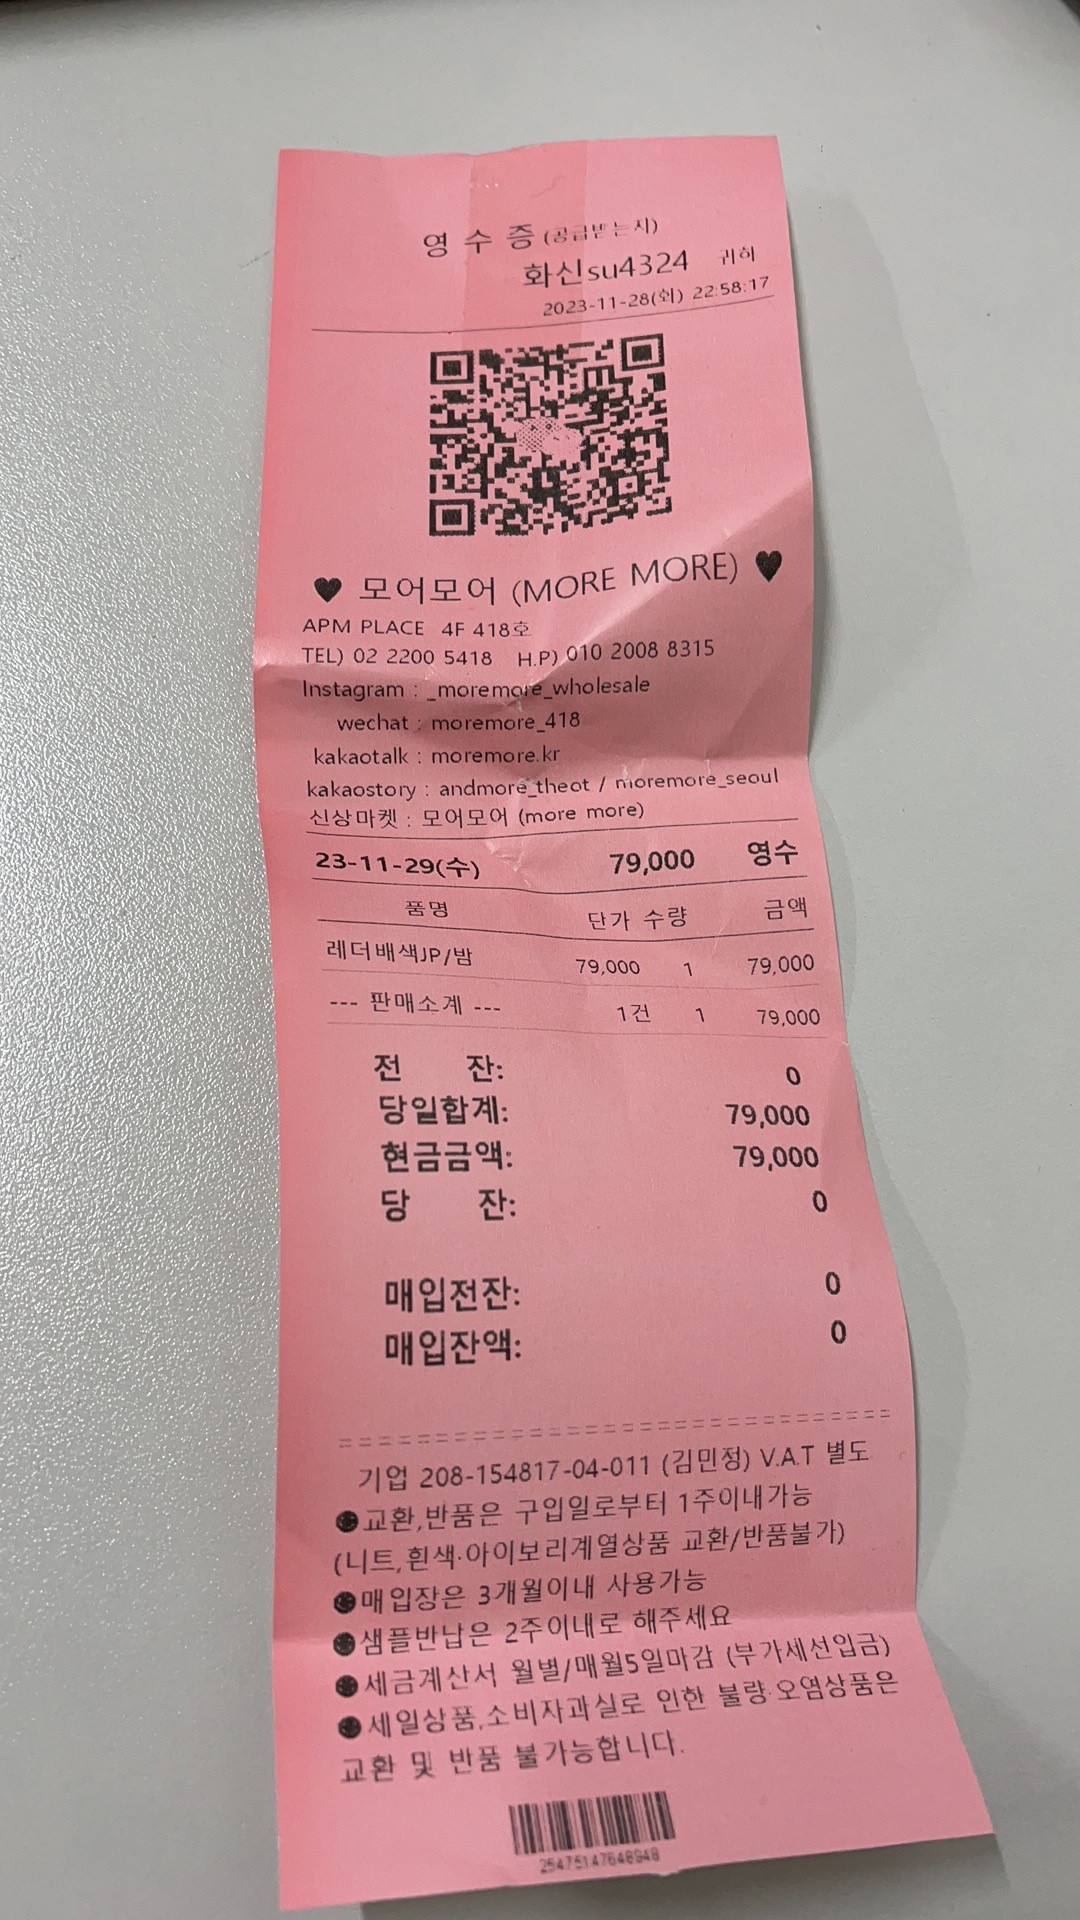 영 수 증 (공급받는자)
화신su4324 귀하
2023-11-28(화) 22:58:17
♥ 모어모어 (MORE MORE) ♥
APM PLACE 4F 418호
TEL) 02 2200 5418 H.P) 010 2008 8315
Instagram : _moremore_wholesale
wechat : moremore_418
kakaotalk : moremore.kr
kakaostory : andmore_theot / moremore_seoul
신상마켓 : 모어모어 (more more)
23-11-29(수) 79,000 영수
품명 단가 수량 금액
레더배색JP/밤 79,000 1 79,000
--- 판매소계 --- 1건 1 79,000
전 잔: 0
당일합계: 79,000
현금금액: 79,000
당 잔: 0
매입전잔: 0
매입잔액: 0
기업 208-154817-04-011 (김민정) V.A.T 별도
●교환,반품은 구입일로부터 1주이내가능
(니트,흰색·아이보리계열상품 교환/반품불가)
●매입장은 3개월이내 사용가능
●샘플반납은 2주이내로 해주세요
●세금계산서 월별/매월5일마감 (부가세선입금)
●세일상품,소비자과실로 인한 불량·오염상품은
교환 및 반품 불가능합니다.
25475147648948